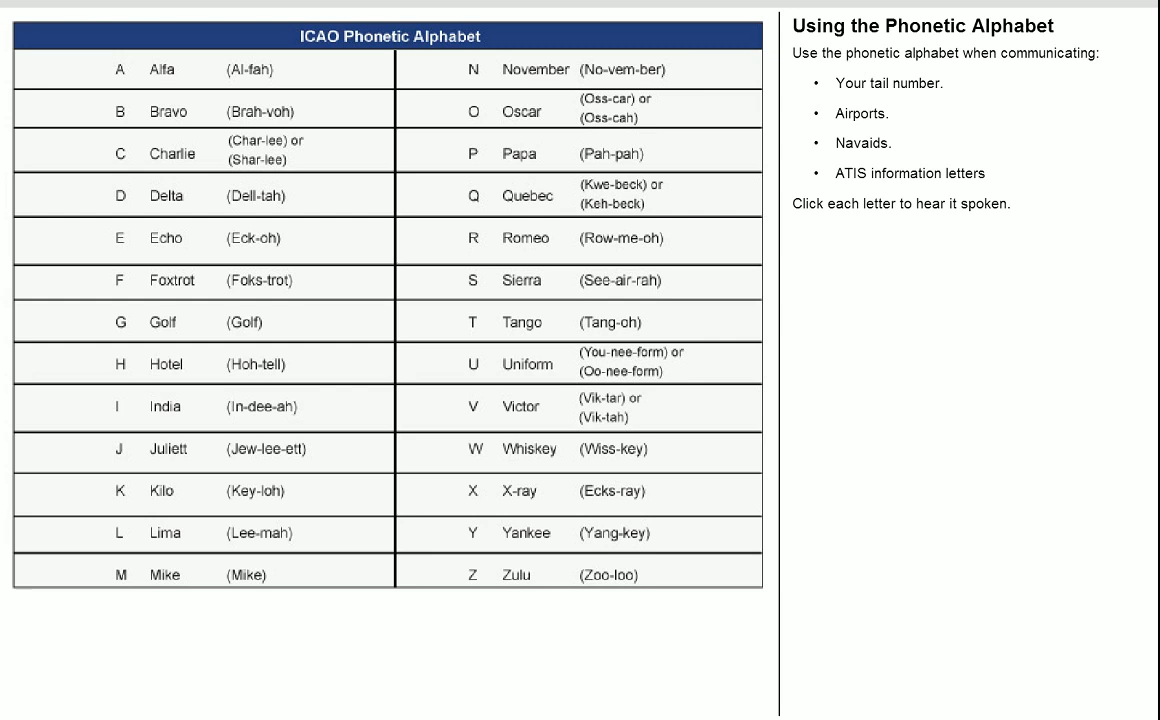 ICAO Phonetic Alphabet
A Alfa (Al-fah)
B Bravo (Brah-voh)
C Charlie (Char-lee) or
(Shar-lee)
D Delta (Dell-tah)
E Echo (Eck-oh)
F Foxtrot (Foks-trot)
G Golf (Golf)
H Hotel (Hoh-tell)
I India (In-dee-ah)
J Juliett (Jew-lee-ett)
K Kilo (Key-loh)
L Lima (Lee-mah)
M Mike (Mike)
N November (No-vem-ber)
O Oscar (Oss-car) or
(Oss-cah)
P Papa (Pah-pah)
Q Quebec (Kwe-beck) or
(Keh-beck)
R Romeo (Row-me-oh)
S Sierra (See-air-rah)
T Tango (Tang-oh)
U Uniform (You-nee-form) or
(Oo-nee-form)
V Victor (Vik-tar) or
(Vik-tah)
W Whiskey (Wiss-key)
X X-ray (Ecks-ray)
Y Yankee (Yang-key)
Z Zulu (Zoo-loo)
Using the Phonetic Alphabet
Use the phonetic alphabet when communicating:
• Your tail number.
• Airports.
• Navaids.
• ATIS information letters
Click each letter to hear it spoken.